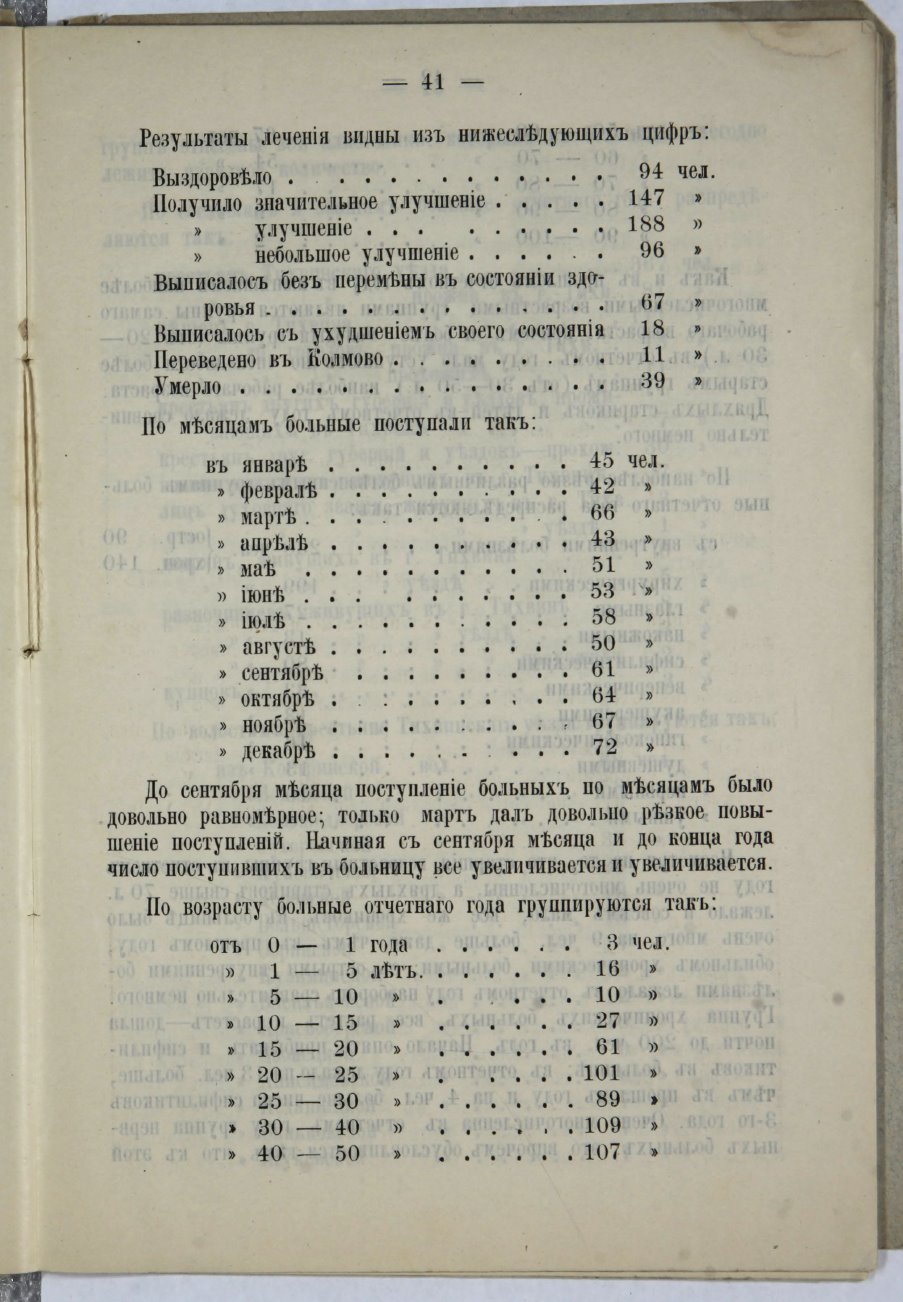 — 41 —
Результаты леченія видны изъ нижеслѣдующихъ цифръ:
Выздоровѣло . . . . . . . . . . . . . 94 чел.
Получило значительное улучшеніе . . . . . 147 »
» улучшеніе . . . . . . . . . 188 »
» небольшое улучшеніе . . . . . . 96 »
Выписалось безъ перемѣны въ состояніи здо-
ровья . . . . . . . . . . . . . . 67 »
Выписалось съ ухудшеніемъ своего состоянія 18 »
Переведено въ Колмово . . . . . . . . . 11 »
Умерло . . . . . . . . . . . . . . . 39 »
По мѣсяцамъ больные поступали такъ:
въ январѣ . . . . . . . . . . 45 чел.
» февралѣ . . . . . . . . . . 42 »
» мартѣ . . . . . . . . . . . 66 »
» апрѣлѣ . . . . . . . . . . 43 »
» маѣ . . . . . . . . . . . 51 »
» іюнѣ . . . . . . . . . . 53 »
» іюлѣ . . . . . . . . . . . 58 »
» августѣ . . . . . . . . . . 50 »
» сентябрѣ . . . . . . . . . 61 »
» октябрѣ . . . . . . . . . . 64 »
» ноябрѣ . . . . . . . . . . 67 »
» декабрѣ . . . . . . . . . . 72 »
До сентября мѣсяца поступленіе больныхъ по мѣсяцамъ было
довольно равномѣрное; только мартъ далъ довольно рѣзкое повы-
шеніе поступленій. Начиная съ сентября мѣсяца и до конца года
число поступившихъ въ больницу все увеличивается и увеличивается.
По возрасту больные отчетнаго года группируются такъ:
отъ 0 — 1 года . . . . . . 3 чел.
» 1 — 5 лѣтъ. . . . . . . 16 »
» 5 — 10 » . . . . . 10 »
» 10 — 15 » . . . . . . 27 »
» 15 — 20 » . . . . . . 61 »
» 20 — 25 » . . . . . . 101 »
» 25 — 30 » . . . . . . 89 »
» 30 — 40 » . . . . . . 109 »
» 40 — 50 » . . . . . . 107 »